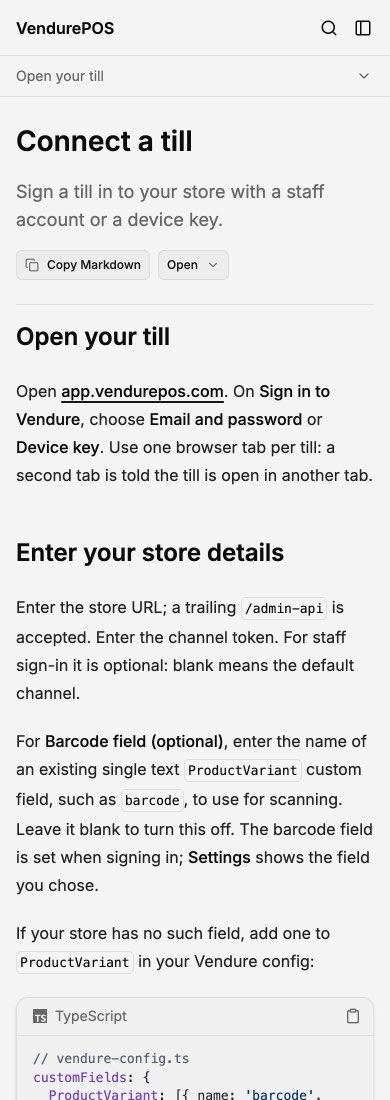 VendurePOS
Open your till
Connect a till
Sign a till in to your store with a staff
account or a device key.
Copy Markdown
Open
Open your till
Open app.vendurepos.com. On Sign in to
Vendure, choose Email and password or
Device key. Use one browser tab per till: a
second tab is told the till is open in another tab.
Enter your store details
Enter the store URL; a trailing /admin-api is
accepted. Enter the channel token. For staff
sign-in it is optional: blank means the default
channel.
For Barcode field (optional), enter the name of
an existing single text ProductVariant custom
field, such as barcode, to use for scanning.
Leave it blank to turn this off. The barcode field
is set when signing in; Settings shows the field
you chose.
If your store has no such field, add one to
ProductVariant in your Vendure config:
TS TypeScript
// vendure-config.ts
customFields: {
ProductVariant: [{ name: 'barcode',